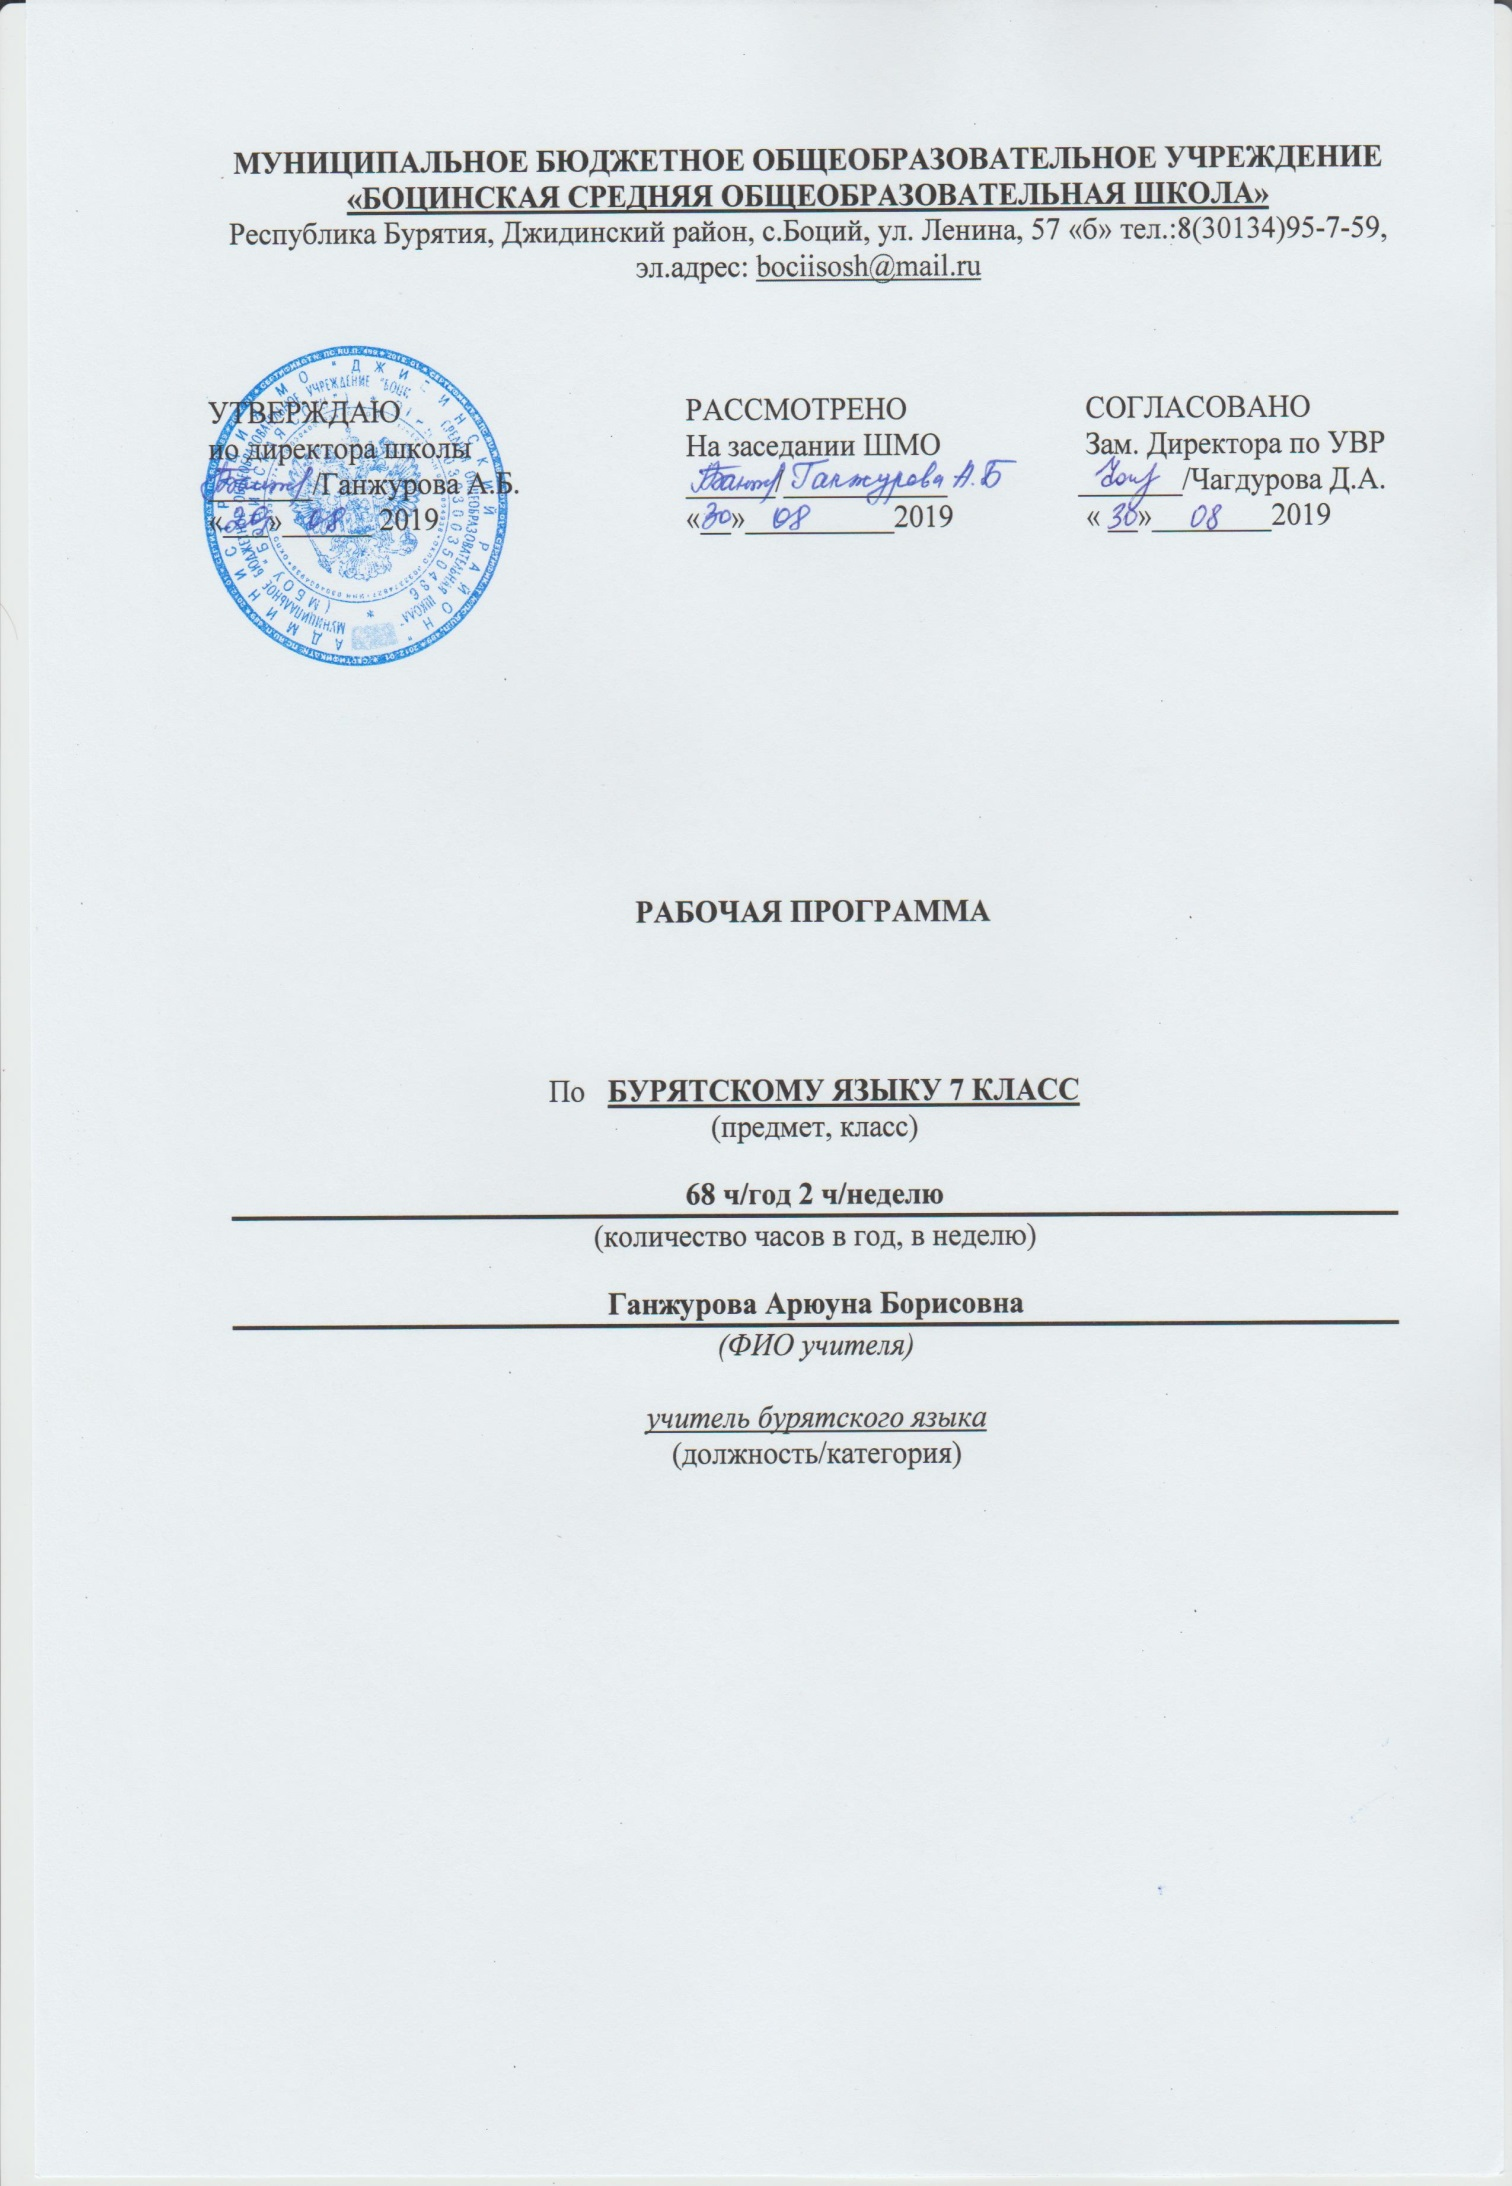 МУНИЦИПАЛЬНОЕ БЮДЖЕТНОЕ ОБЩЕОБРАЗОВАТЕЛЬНОЕ УЧРЕЖДЕНИЕ
«БОЦИНСКАЯ СРЕДНЯЯ ОБЩЕОБРАЗОВАТЕЛЬНАЯ ШКОЛА»
Республика Бурятия, Джидинский район, с.Боций, ул. Ленина, 57 «б» тел.:8(30134)95-7-59,
эл.адрес: bociisosh@mail.ru
УТВЕРЖДАЮ
ио директора школы
/Ганжурова А.Б.
«30» 08 2019
РАССМОТРЕНО
На заседании ШМО
/ Ганжурова А.Б
«30» 08 2019
СОГЛАСОВАНО
Зам. Директора по УВР
/Чагдурова Д.А.
« 30» 08 2019
РАБОЧАЯ ПРОГРАММА
По БУРЯТСКОМУ ЯЗЫКУ 7 КЛАСС
(предмет, класс)
68 ч/год 2 ч/неделю
(количество часов в год, в неделю)
Ганжурова Арюуна Борисовна
(ФИО учителя)
учитель бурятского языка
(должность/категория)